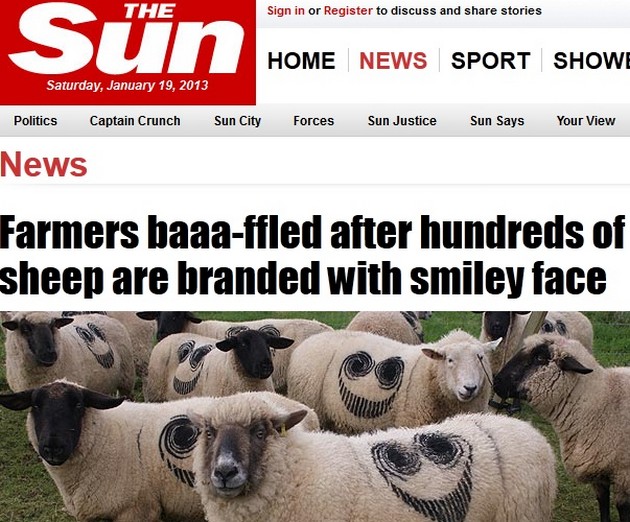 THE
Sun
Saturday, January 19, 2013
Sign in or Register to discuss and share stories
HOME NEWS SPORT
Politics Captain Crunch Sun City Forces Sun Justice Sun Says Your View
News
Farmers baaa-ffled after hundreds of
sheep are branded with smiley face